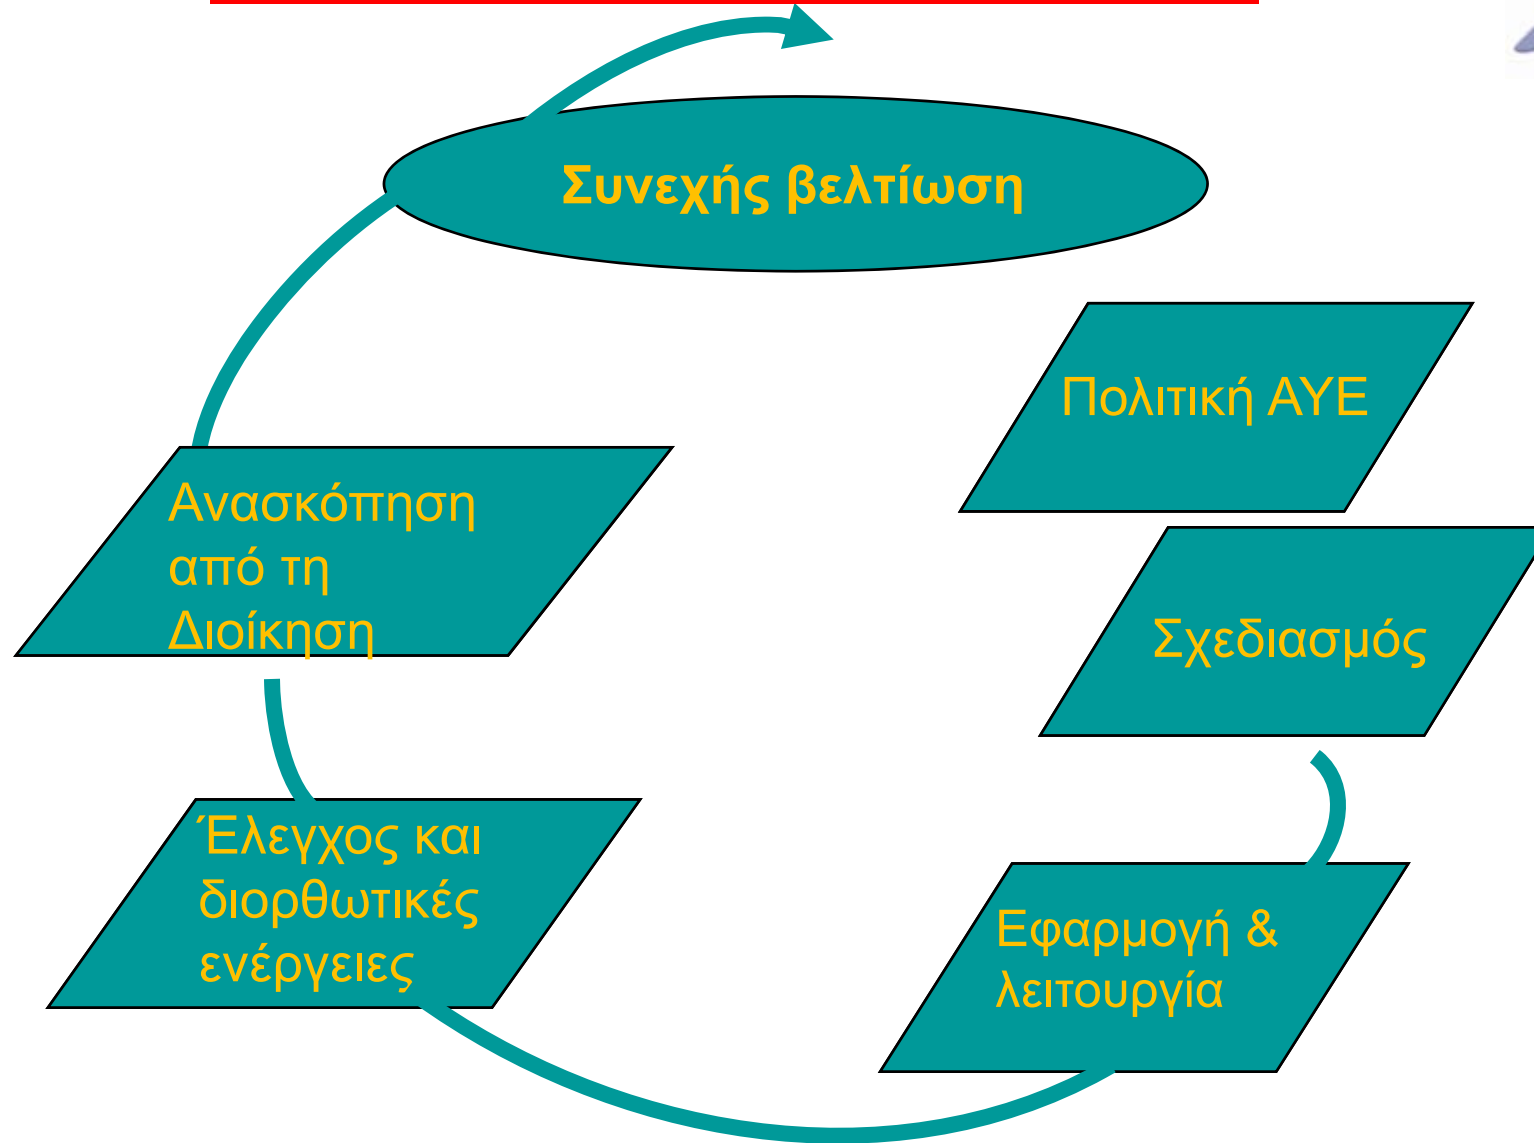 Συνεχής βελτίωση
Πολιτική ΑΥΕ
Σχεδιασμός
Εφαρμογή &
λειτουργία
Έλεγχος και
διορθωτικές
ενέργειες
Ανασκόπηση
από τη
Διοίκηση